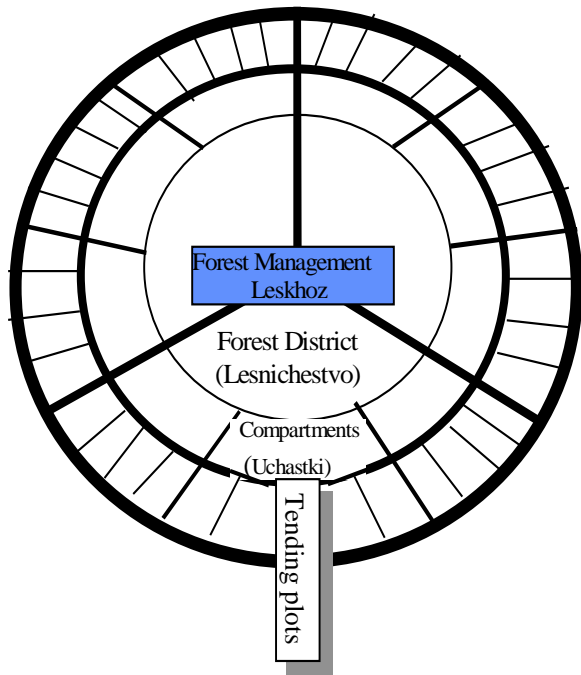 Forest Management
Leskhoz
Forest District
(Lesnichestvo)
Compartments
(Uchastki)
Tending plots